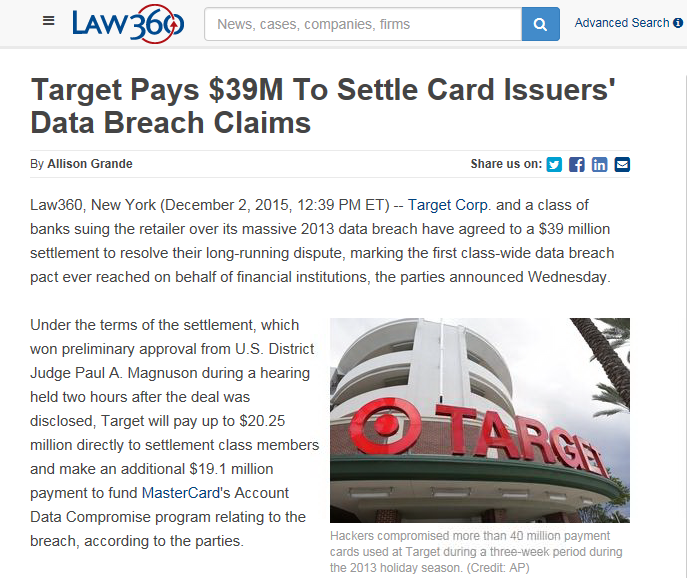 LAW360
News, cases, companies, firms
Advanced Search
Target Pays $39M To Settle Card Issuers'
Data Breach Claims
By Allison Grande
Share us on:
Law360, New York (December 2, 2015, 12:39 PM ET) -- Target Corp. and a class of
banks suing the retailer over its massive 2013 data breach have agreed to a $39 million
settlement to resolve their long-running dispute, marking the first class-wide data breach
pact ever reached on behalf of financial institutions, the parties announced Wednesday.
Under the terms of the settlement, which
won preliminary approval from U.S. District
Judge Paul A. Magnuson during a hearing
held two hours after the deal was
disclosed, Target will pay up to $20.25
million directly to settlement class members
and make an additional $19.1 million
payment to fund MasterCard's Account
Data Compromise program relating to the
breach, according to the parties.
TARGET
Hackers compromised more than 40 million payment
cards used at Target during a three-week period during
the 2013 holiday season. (Credit: AP)